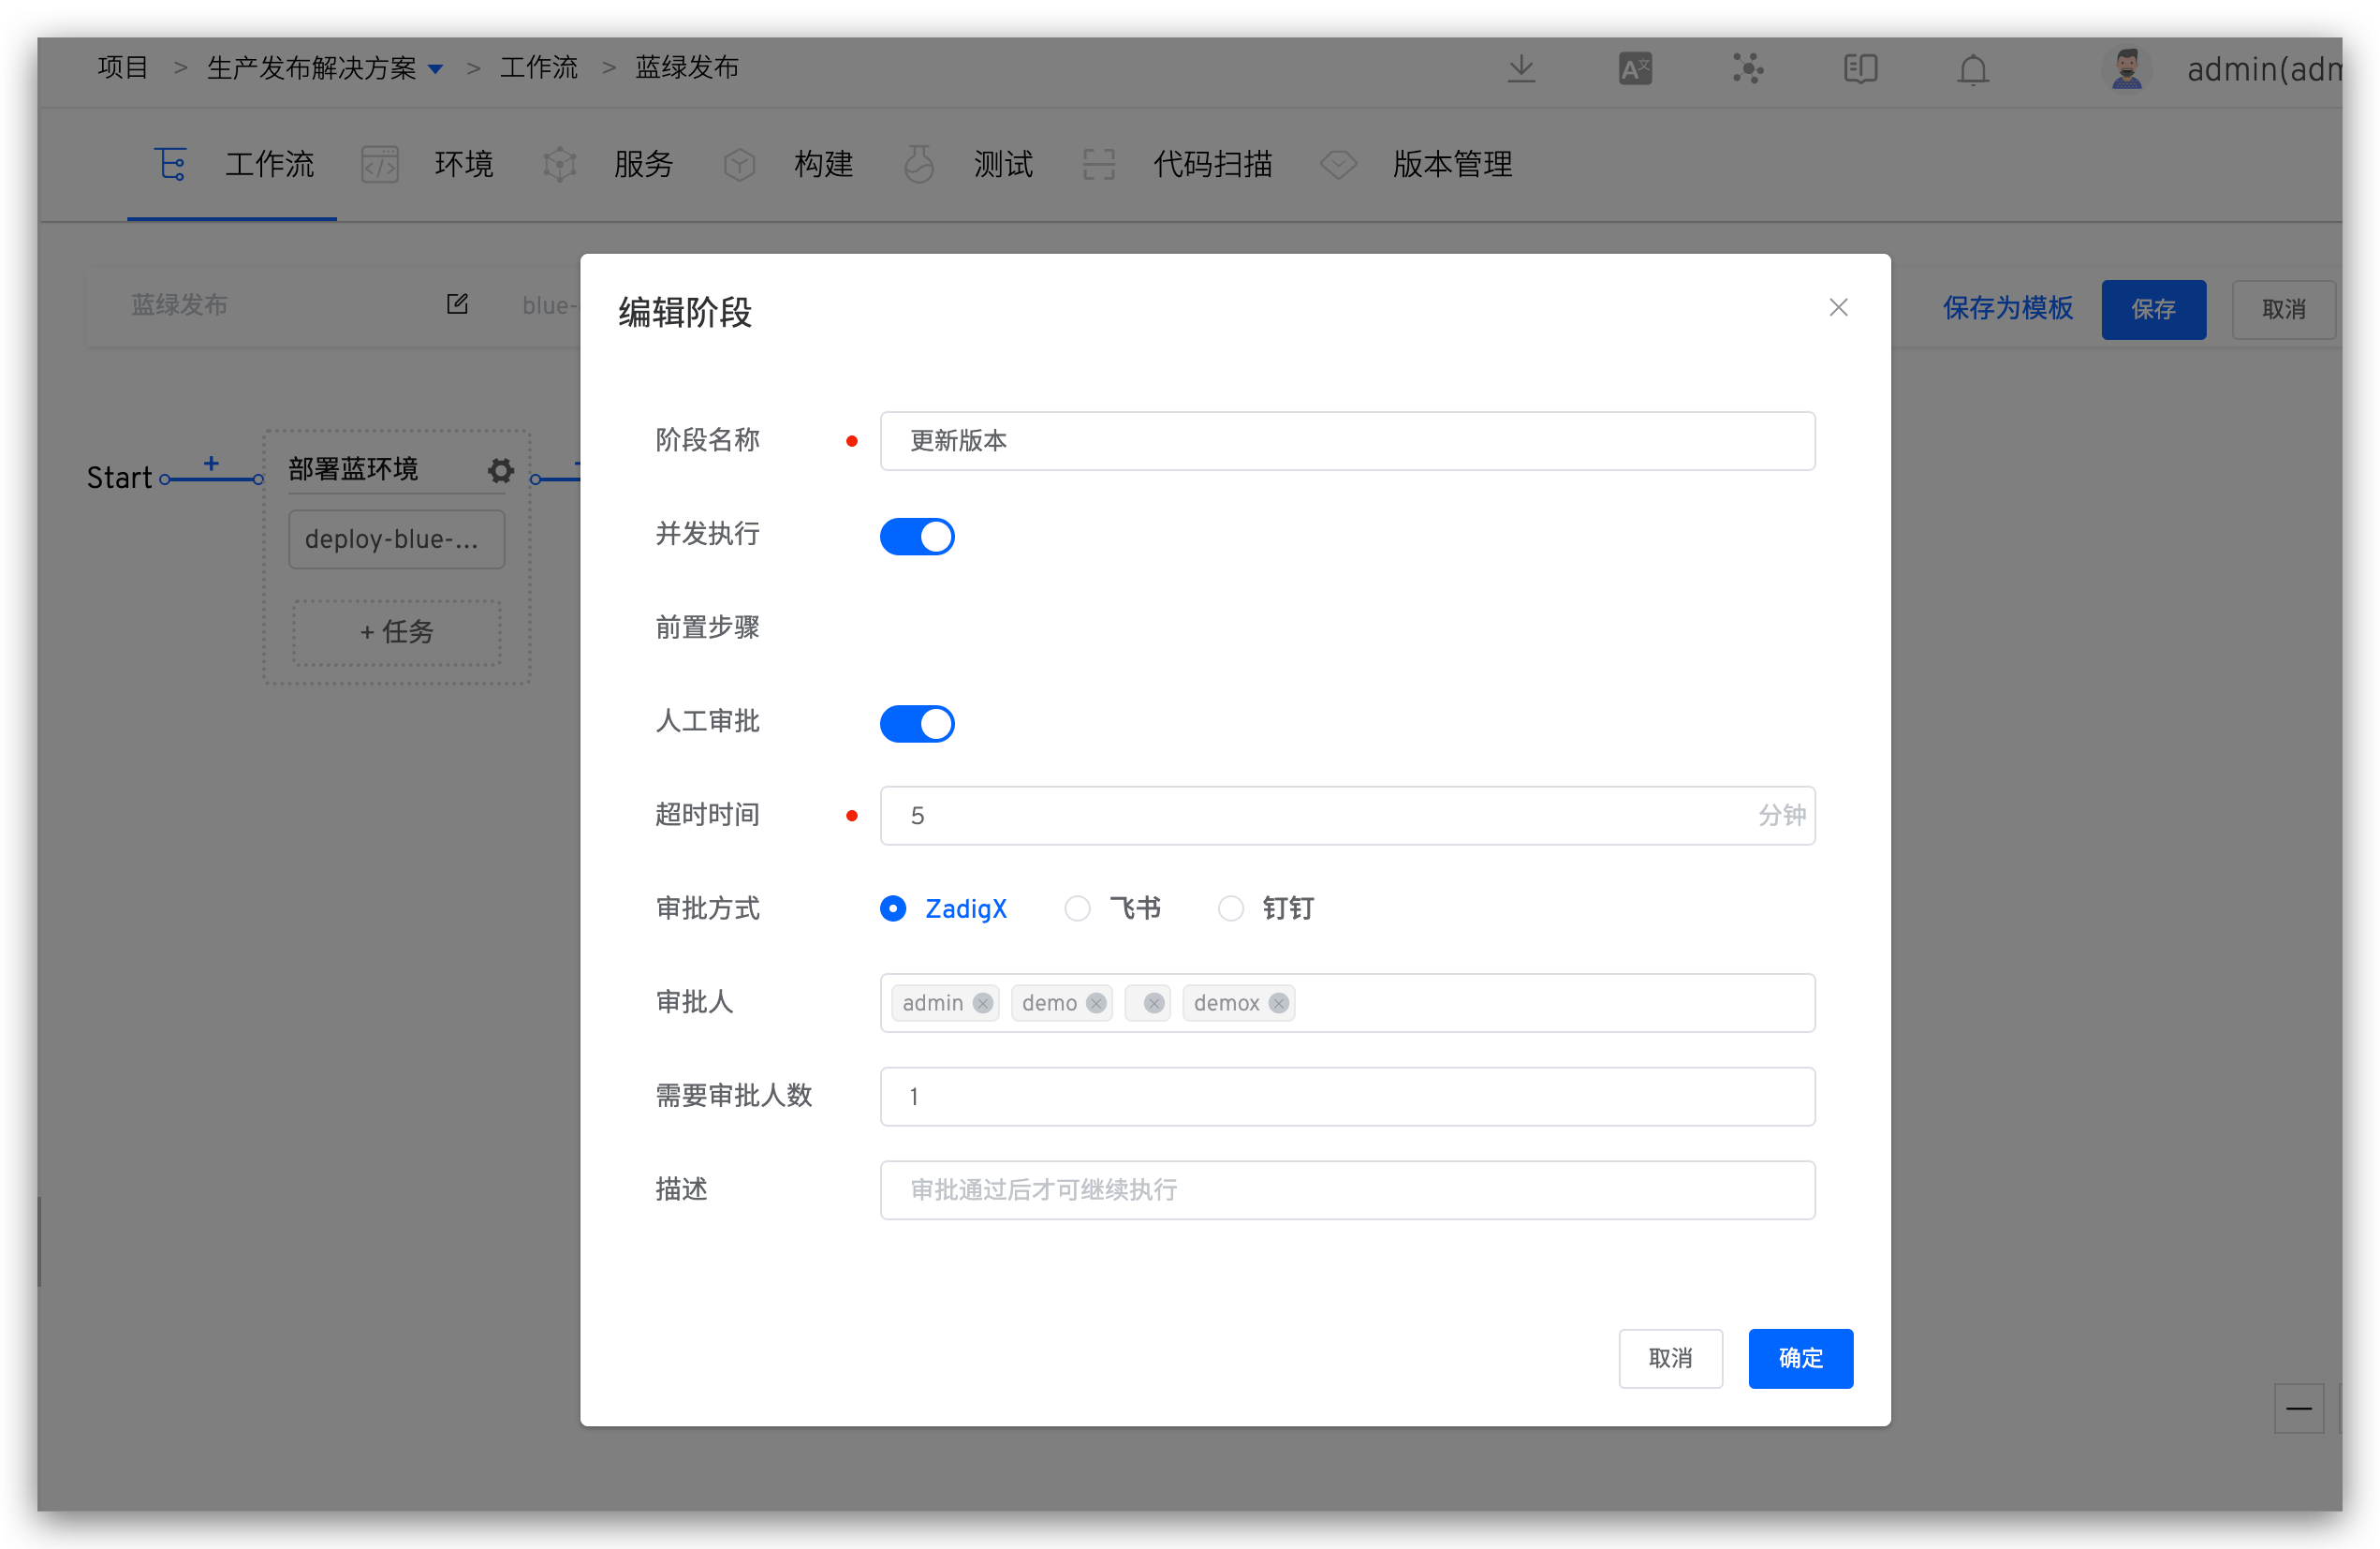 项目 > 生产发布解决方案 > 工作流 > 蓝绿发布
admin(adm
工作流 环境 服务 构建 测试 代码扫描 版本管理
蓝绿发布 blue-
保存为模板 保存 取消
Start
部署蓝环境
deploy-blue-...
+ 任务
编辑阶段
阶段名称 更新版本
并发执行
前置步骤
人工审批
超时时间 5 分钟
审批方式 ZadigX 飞书 钉钉
审批人 admin demo demox
需要审批人数 1
描述 审批通过后才可继续执行
取消 确定